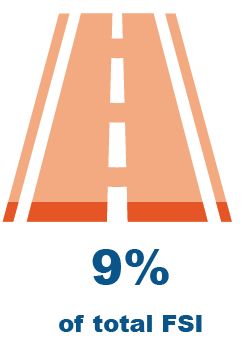 9%
of total FSI